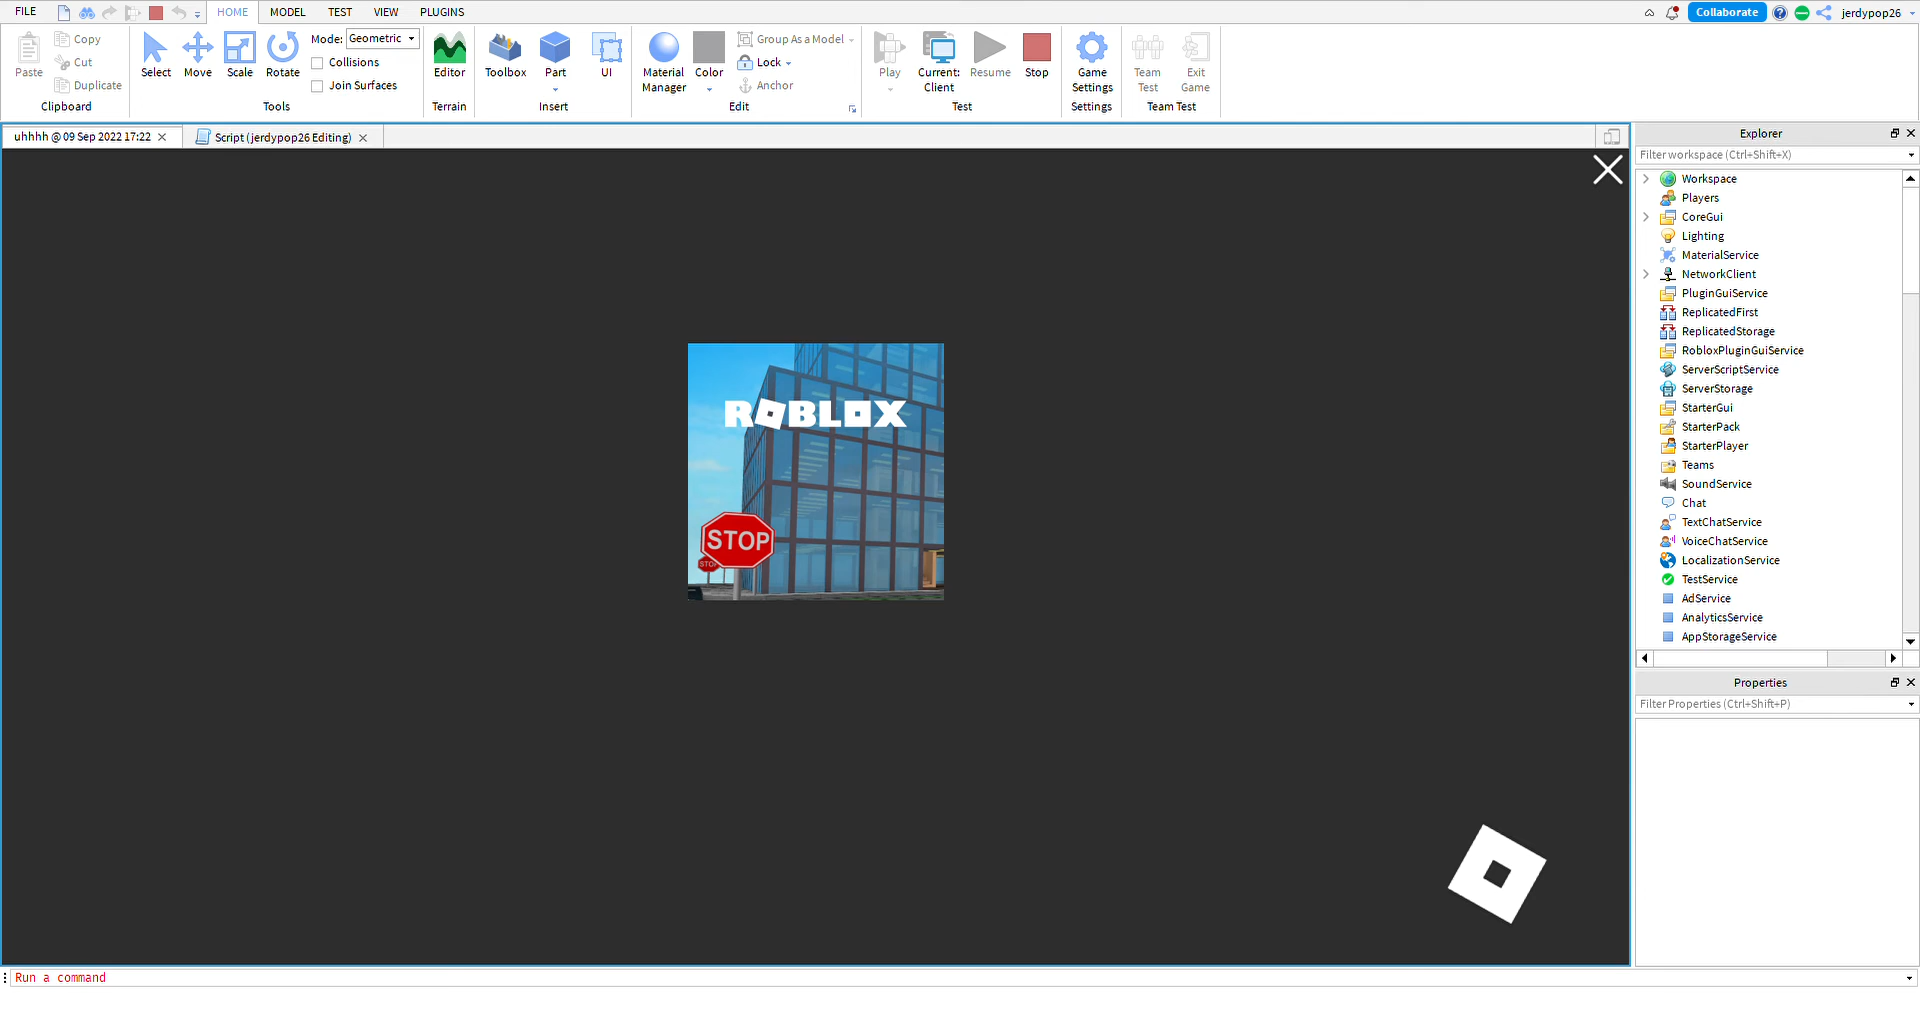 FILE
HOME
MODEL
TEST
VIEW
PLUGINS
Collaborate
jerdypop26
Paste
Copy
Cut
Duplicate
Clipboard
Select
Move
Scale
Rotate
Mode: Geometric
Collisions
Join Surfaces
Tools
Editor
Terrain
Toolbox
Part
UI
Insert
Material
Manager
Color
Group As a Model
Lock
Anchor
Edit
Play
Current:
Client
Resume
Stop
Test
Game
Settings
Settings
Team
Test
Exit
Game
Team Test
uhhhh @ 09 Sep 2022 17:22
Script (jerdypop26 Editing)
ROBLOX
STOP
STOP
Explorer
Filter workspace (Ctrl+Shift+X)
Workspace
Players
CoreGui
Lighting
MaterialService
NetworkClient
PluginGuiService
ReplicatedFirst
ReplicatedStorage
RobloxPluginGuiService
ServerScriptService
ServerStorage
StarterGui
StarterPack
StarterPlayer
Teams
SoundService
Chat
TextChatService
VoiceChatService
LocalizationService
TestService
AdService
AnalyticsService
AppStorageService
Properties
Filter Properties (Ctrl+Shift+P)
Run a command